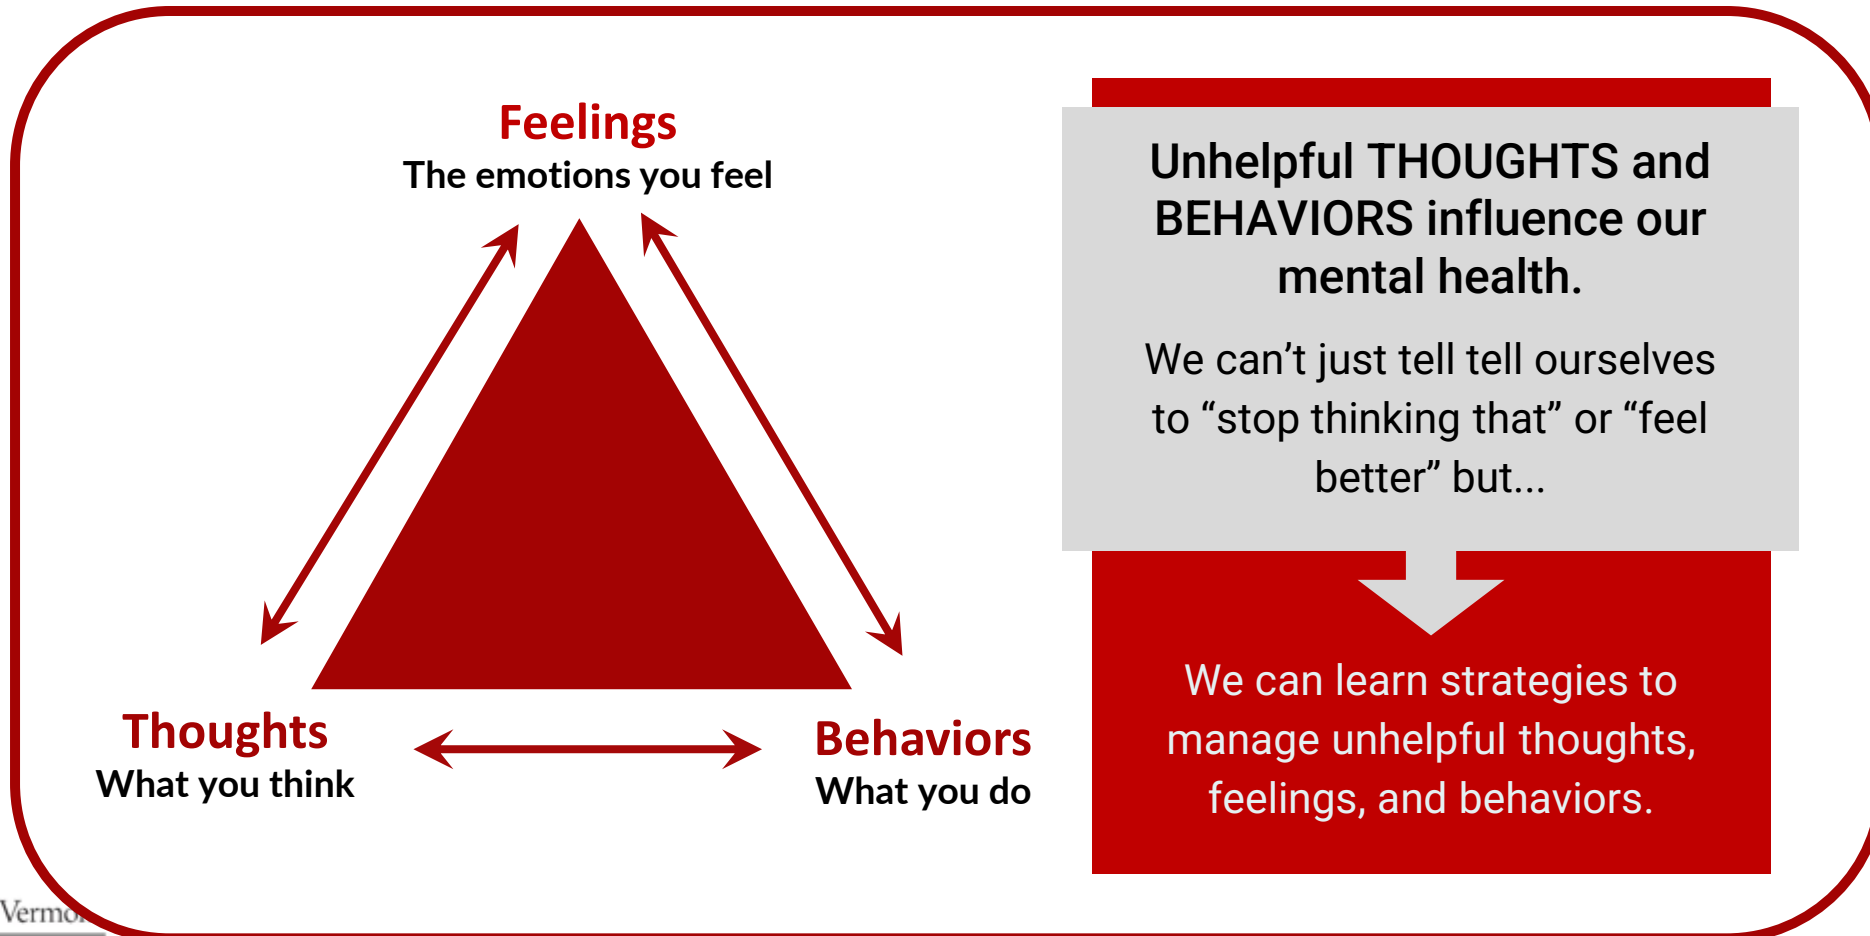 Feelings
The emotions you feel
Thoughts
What you think
Behaviors
What you do
Unhelpful THOUGHTS and
BEHAVIORS influence our
mental health.
We can’t just tell tell ourselves
to “stop thinking that” or “feel
better” but...
We can learn strategies to
manage unhelpful thoughts,
feelings, and behaviors.